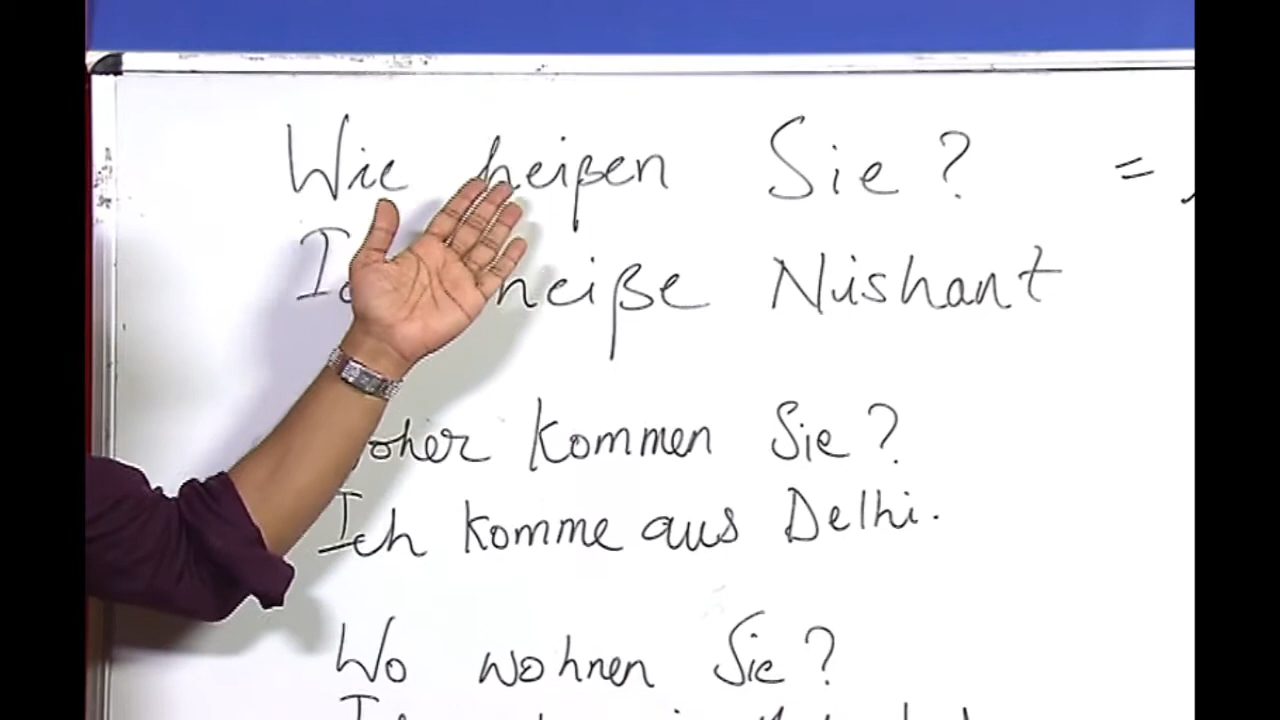 Wie heißen Sie? =
heiße Nishant
Kommen Sie?
Ich komme aus Delhi.
Wo wohnen Sie?